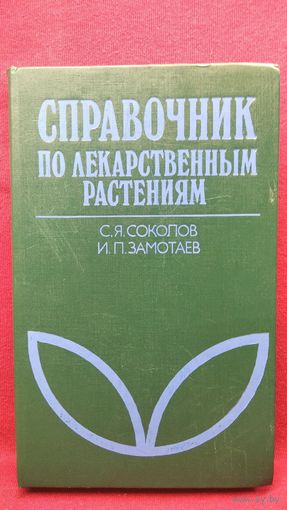 СПРАВОЧНИК
ПО ЛЕКАРСТВЕННЫМ
РАСТЕНИЯМ
С.Я.СОКОЛОВ
И.П.ЗАМОТАЕВ